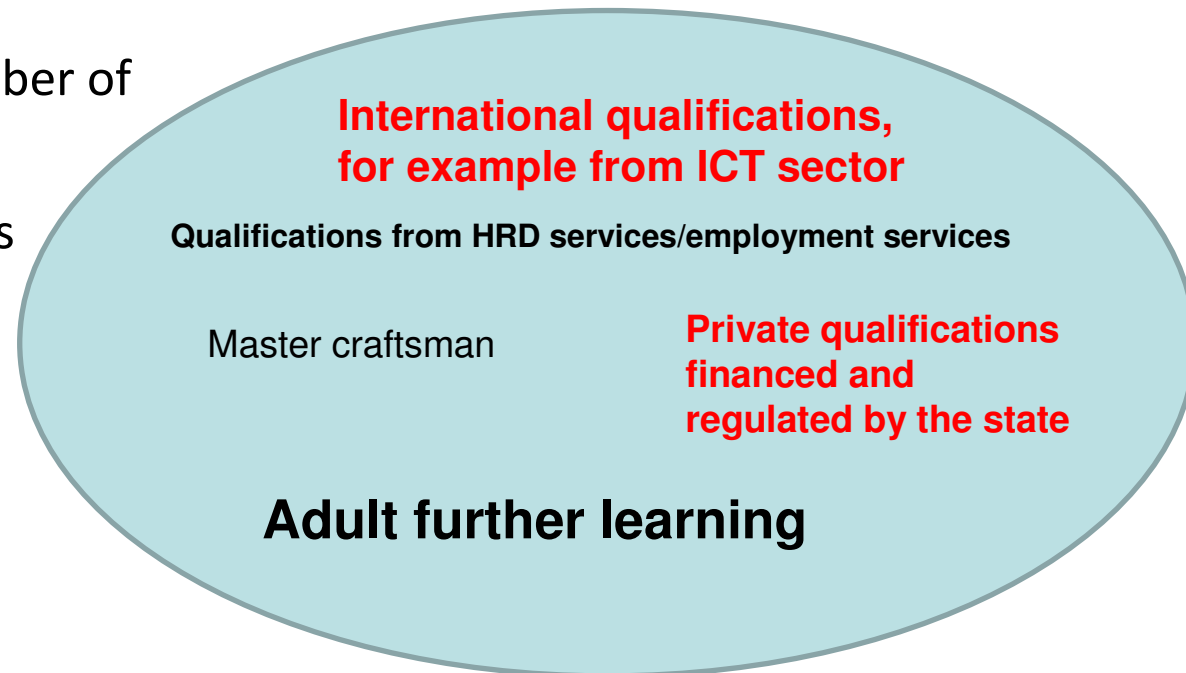 ber of
International qualifications,
for example from ICT sector
s
Qualifications from HRD services/employment services
Master craftsman
Private qualifications
financed and
regulated by the state
Adult further learning